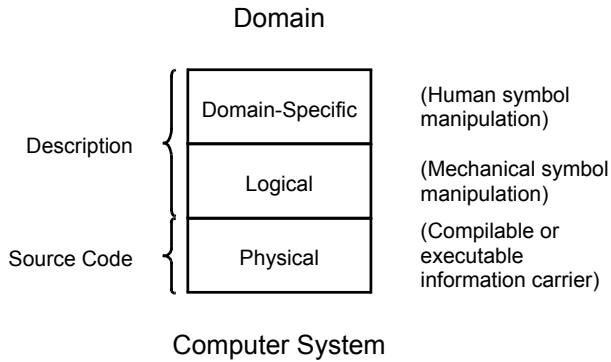 Domain
Description
Domain-Specific
(Human symbol
manipulation)
Logical
(Mechanical symbol
manipulation)
Source Code
Physical
(Compilable or
executable
information carrier)
Computer System